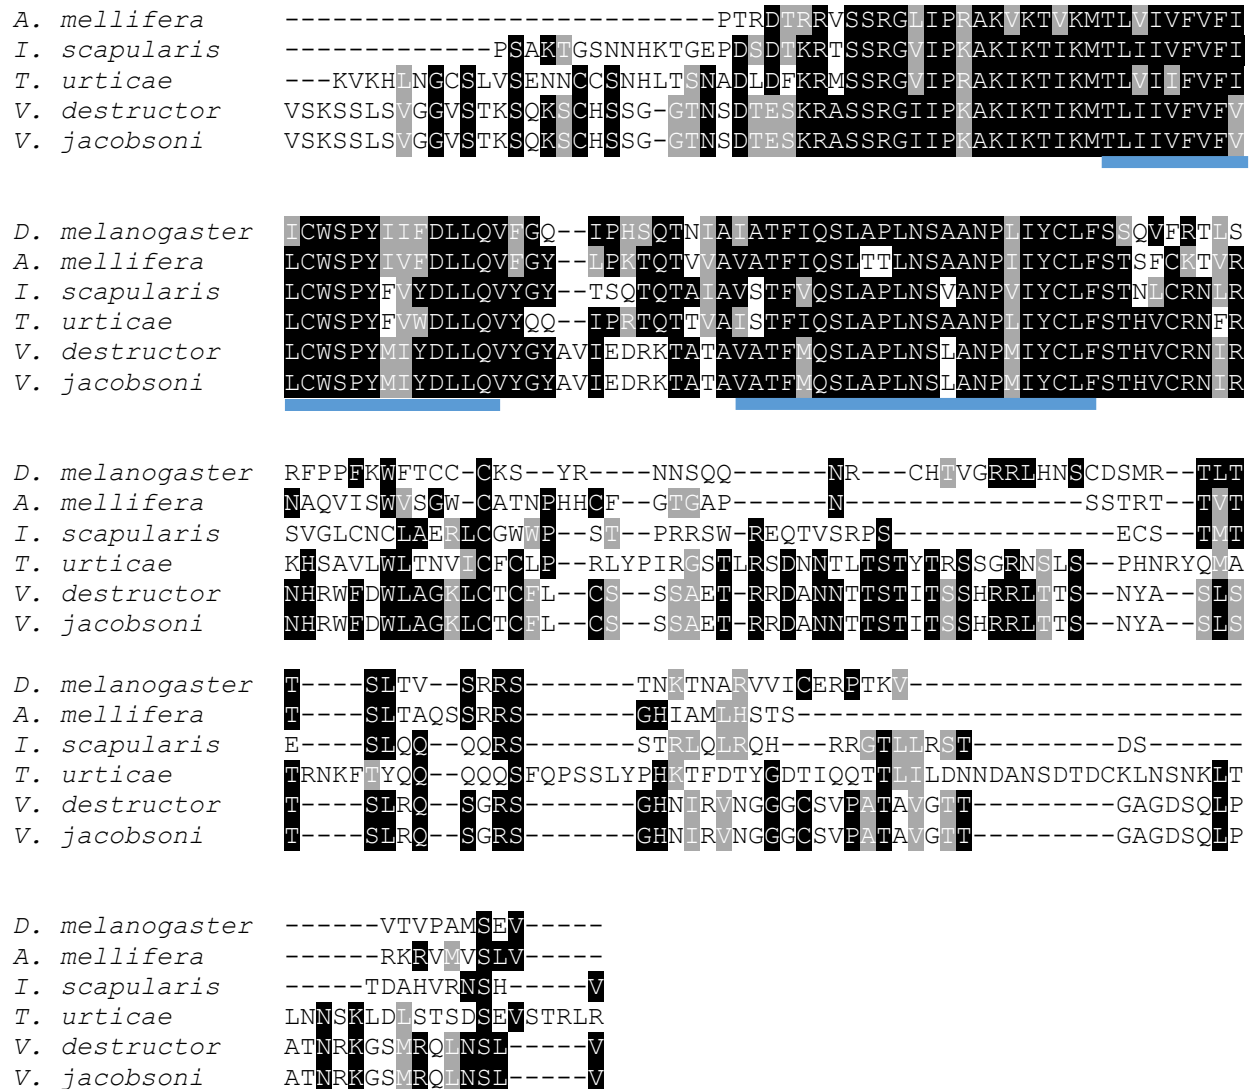 A. mellifera ---------------------------PTRDTRRVSSRGLIPRAKVKTVKMTLVIVFVFI
I. scapularis -------------PSAKTGSNNHKTGEPDSDTKRTSSRGVIPKAKIKTIKMTLIIVFVFI
T. urticae ---KVKHLNGCSLVSENNCCSNHLTSNADLDFKRMSSRGVIPRAKIKTIKMTLVIIFVFI
V. destructor VSKSSLSVGGVSTKSQKSCHSSG-GTNSDTESKRASSRGIIPKAKIKTIKMTLIIVFVFV
V. jacobsoni VSKSSLSVGGVSTKSQKSCHSSG-GTNSDTESKRASSRGIIPKAKIKTIKMTLIIVFVFV
D. melanogaster ICWSPYIIFDLLQVFGQ--IPHSQTNIAIATFIQSLAPLNSAANPLIYCLFSSQVFRTLS
A. mellifera LCWSPYIVFDLLQVFGY--LPKTQTVVAVATFIQSLTTLNSAANPIIYCLFSTSFCKTVR
I. scapularis LCWSPYFVYDLLQVYGY--TSQTQTAIAVSTFVQSLAPLNSVANPVIYCLFSTNLCRNLR
T. urticae LCWSPYFVWDLLQVYQQ--IPRTQTTVAISTFIQSLAPLNSAANPLIYCLFSTHVCRNFR
V. destructor LCWSPYMIYDLLQVYGYAVIEDRKTATAVATFMQSLAPLNSLANPMIYCLFSTHVCRNIR
V. jacobsoni LCWSPYMIYDLLQVYGYAVIEDRKTATAVATFMQSLAPLNSLANPMIYCLFSTHVCRNIR
D. melanogaster RFPPFKWFTCC-CKS--YR----NNSQQ------NR---CHTVGRRLHNSCDSMR--TLT
A. mellifera NAQVISWVSGW-CATNPHHCF--GTGAP------N---------------SSTRT--TVT
I. scapularis SVGLCNCLAERLCGWWP--ST--PRRSW-REQTVSRPS--------------ECS--TMT
T. urticae KHSAVLWLTNVICFCLP--RLYPIRGSTLRSDNNTLTSTYTRSSGRNSLS--PHNRYQMA
V. destructor NHRWFDWLAGKLCTCFL--CS--SSAET-RRDANNTTSTITSSHRRLTTS--NYA--SLS
V. jacobsoni NHRWFDWLAGKLCTCFL--CS--SSAET-RRDANNTTSTITSSHRRLTTS--NYA--SLS
D. melanogaster T----SLTV--SRRS-------TNKTNARVVICERPTKV---------------------
A. mellifera T----SLTAQSSRRS-------GHIAMLHSTS----------------------------
I. scapularis E----SLQQ--QQRS-------STRLQLRQH---RRGTLLRST---------DS------
T. urticae TRNKFTYQQ--QQQSFQPSSLYPHKTFDTYGDTIQQTTLILDNNDANSDTDCKLNSNKLT
V. destructor T----SLRQ--SGRS-------GHNIRVNGGGCSVPATAVGTT---------GAGDSQLP
V. jacobsoni T----SLRQ--SGRS-------GHNIRVNGGGCSVPATAVGTT---------GAGDSQLP
D. melanogaster ------VTVPAMSEV-----
A. mellifera ------RKRVMVSLV-----
I. scapularis -----TDAHVRNSH-----V
T. urticae LNNSKLDLSTSDSEVSTRLR
V. destructor ATNRKGSMRQLNSL-----V
V. jacobsoni ATNRKGSMRQLNSL-----V